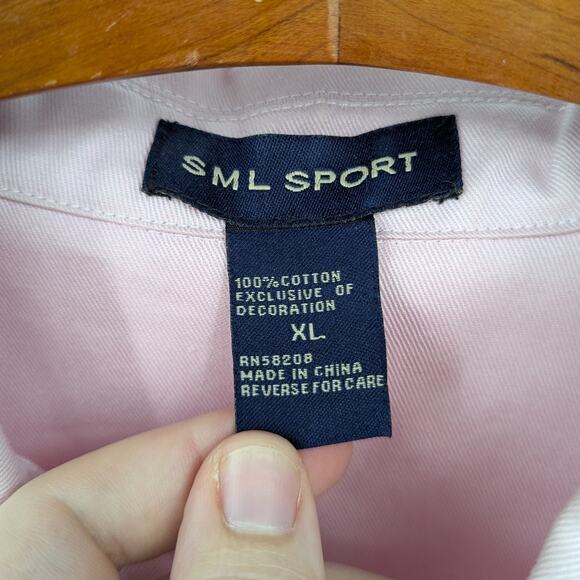 SML SPORT
100% COTTON
EXCLUSIVE OF
DECORATION
XL
RN58208
MADE IN CHINA
REVERSE FOR CARE